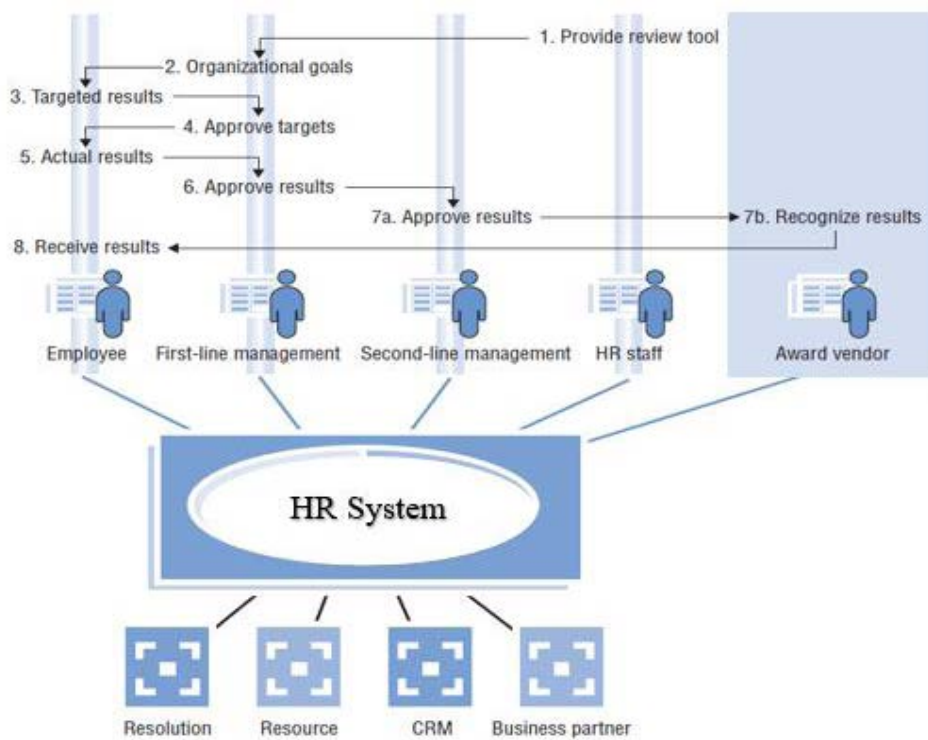 1. Provide review tool
2. Organizational goals
3. Targeted results
4. Approve targets
5. Actual results
6. Approve results
7a. Approve results
7b. Recognize results
8. Receive results
Employee
First-line management
Second-line management
HR staff
Award vendor
HR System
Resolution
Resource
CRM
Business partner